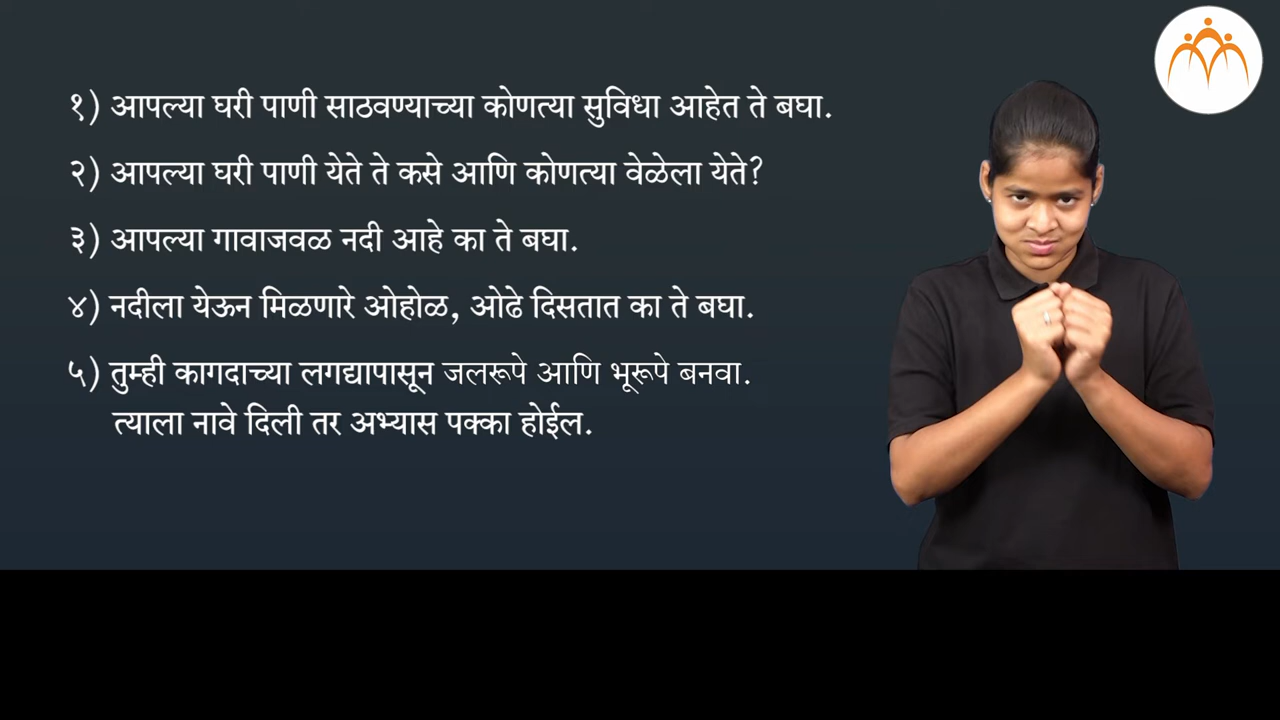 १) आपल्या घरी पाणी साठवण्याच्या कोणत्या सुविधा आहेत ते बघा.
२) आपल्या घरी पाणी येते ते कसे आणि कोणत्या वेळेला येते?
३) आपल्या गावाजवळ नदी आहे का ते बघा.
४) नदीला येऊन मिळणारे ओहोळ, ओढे दिसतात का ते बघा.
५) तुम्ही कागदाच्या लगद्यापासून जलरूपे आणि भूरूपे बनवा.
त्याला नावे दिली तर अभ्यास पक्का होईल.